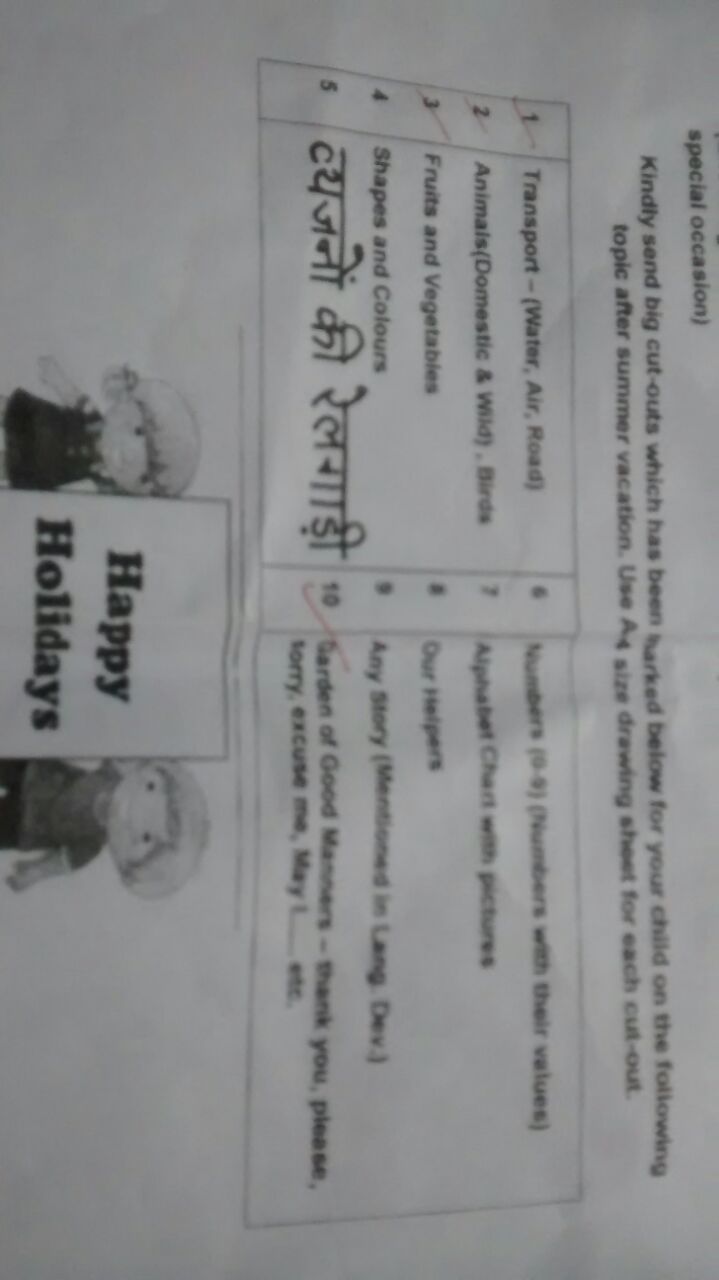 special occasion)
Kindly send big cut-outs which has been marked below for your child on the following
topic after summer vacation. Use A4 size drawing sheet for each cut-out.
1 Transport – (Water, Air, Road) 6 Numbers (0-9) (Numbers with their values)
2 Animals(Domestic & Wild) , Birds 7 Alphabet Chart with pictures
3 Fruits and Vegetables 8 Our Helpers
4 Shapes and Colours 9 Any Story (Mentioned in Lang. Dev.)
5 व्यंजनों की रेलगाड़ी 10 Garden of Good Manners – thank you, please,
sorry, excuse me, May I.... etc.
Happy
Holidays